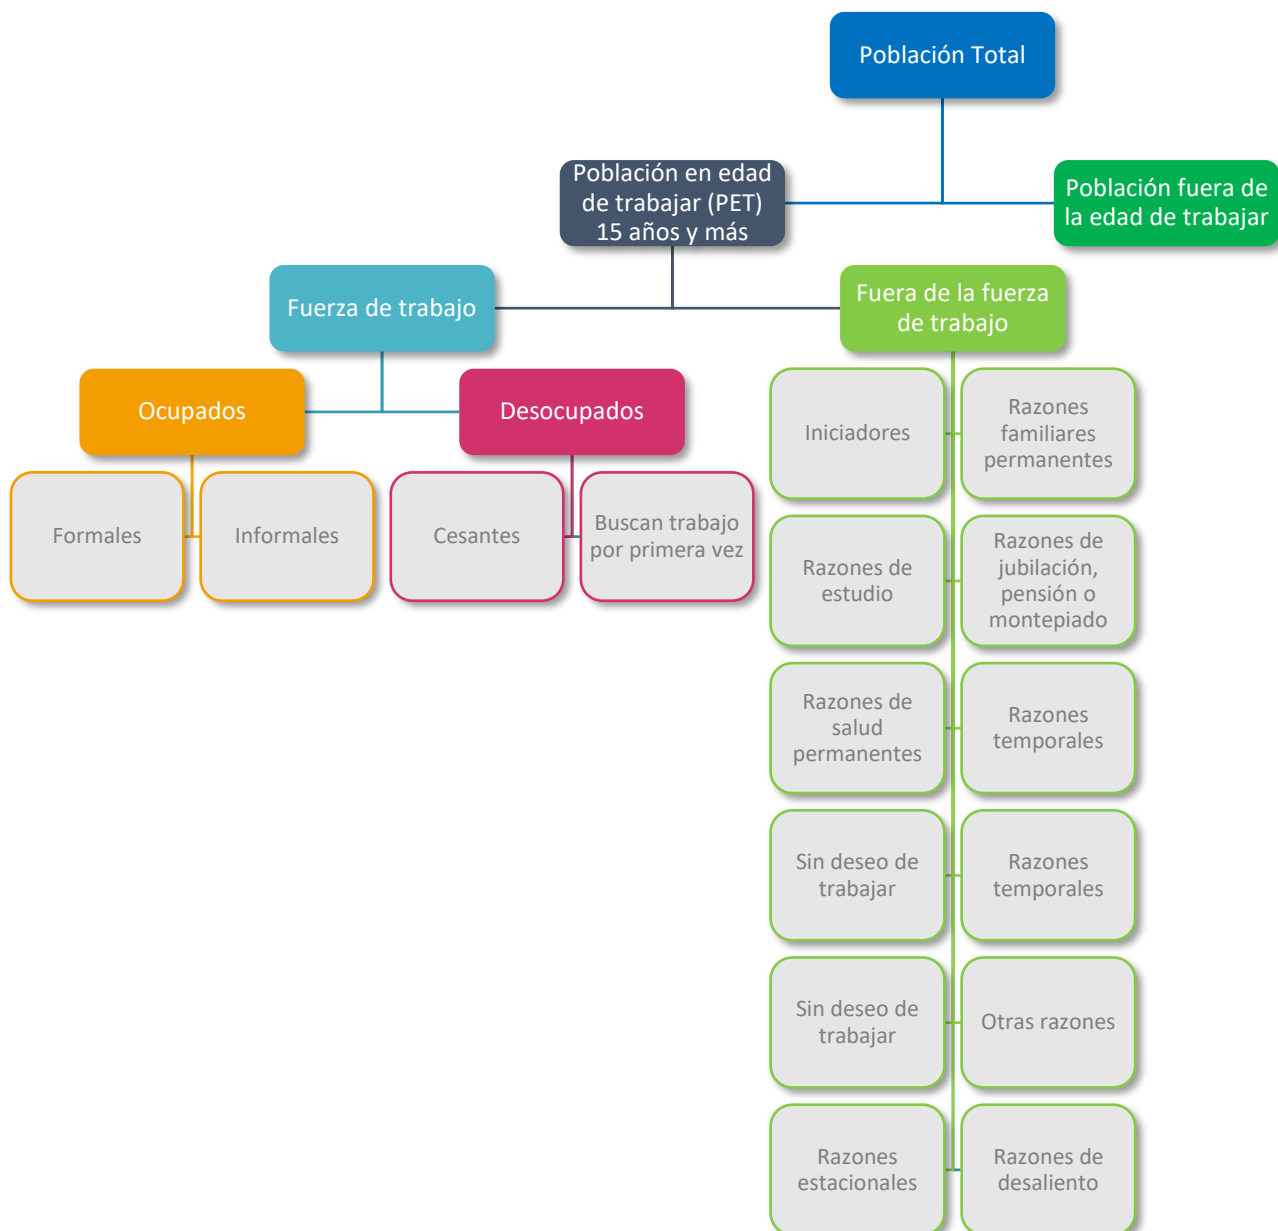 Población Total
Población en edad
de trabajar (PET)
15 años y más
Población fuera de
la edad de trabajar
Fuerza de trabajo
Fuera de la fuerza
de trabajo
Ocupados
Desocupados
Formales
Informales
Cesantes
Buscan trabajo
por primera vez
Iniciadores
Razones
familiares
permanentes
Razones de
estudio
Razones de
jubilación,
pensión o
montepiado
Razones de
salud
permanentes
Razones
temporales
Sin deseo de
trabajar
Razones
temporales
Sin deseo de
trabajar
Otras razones
Razones
estacionales
Razones de
desaliento